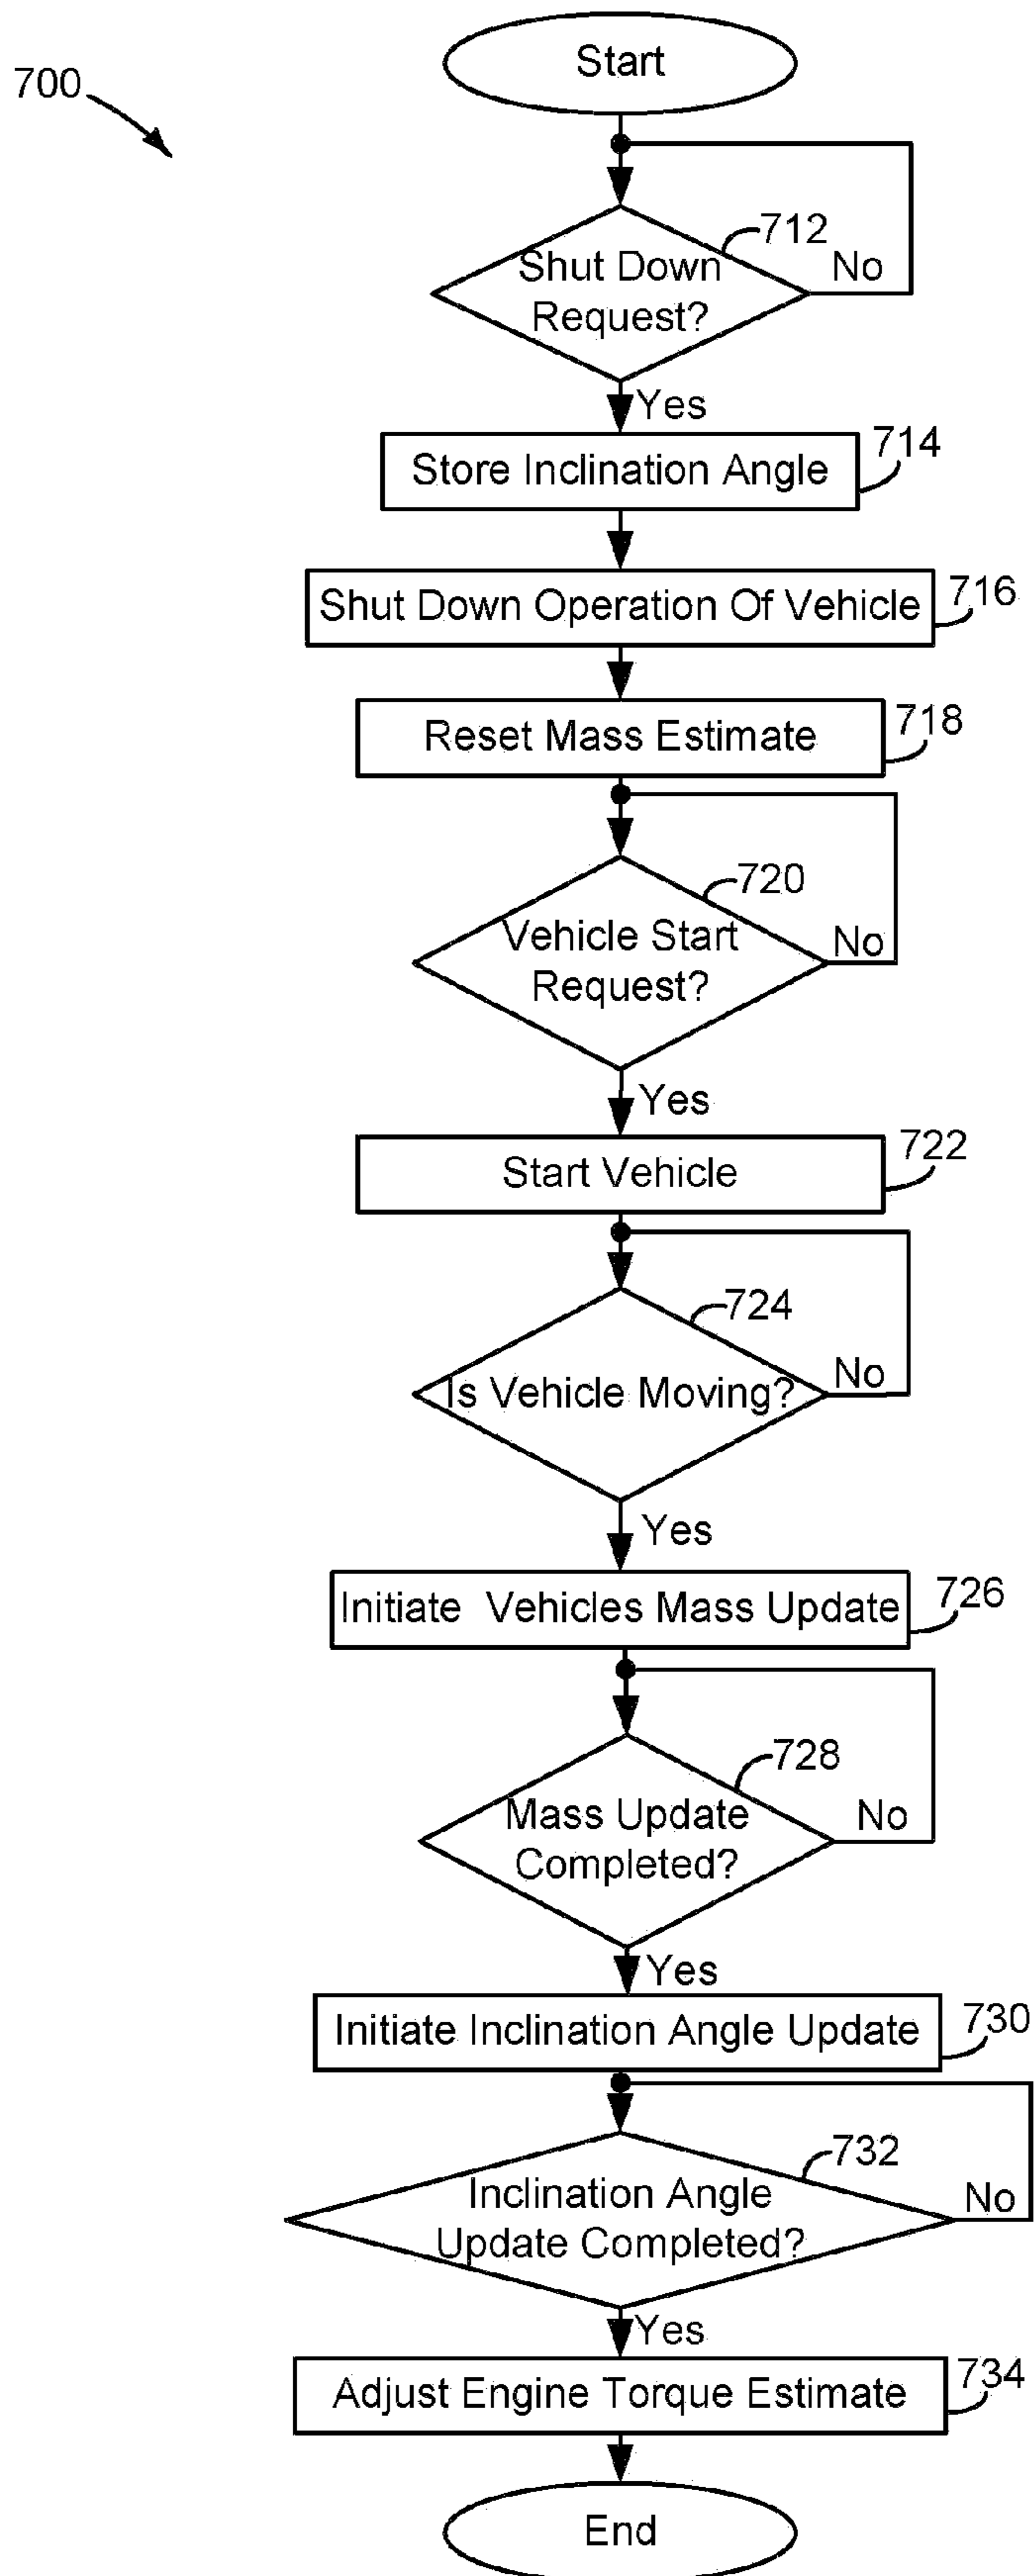 Start
700
712
Shut Down
Request?
No
Yes
714
Store Inclination Angle
716
Shut Down Operation Of Vehicle
718
Reset Mass Estimate
720
Vehicle Start
Request?
No
Yes
722
Start Vehicle
724
Is Vehicle Moving?
No
Yes
726
Initiate Vehicles Mass Update
728
Mass Update
Completed?
No
Yes
730
Initiate Inclination Angle Update
732
Inclination Angle
Update Completed?
No
Yes
734
Adjust Engine Torque Estimate
End